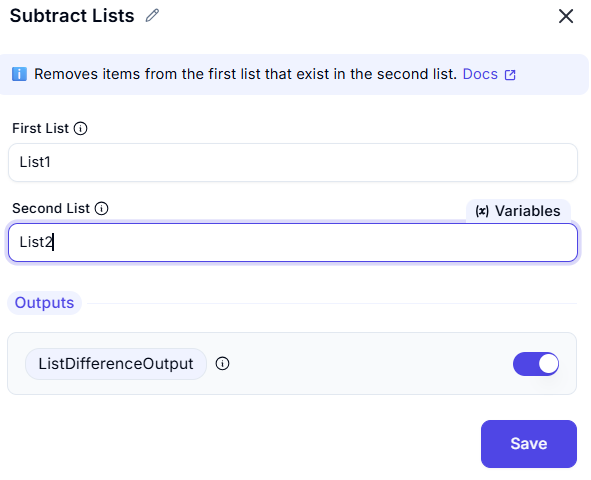 Subtract Lists
Removes items from the first list that exist in the second list. Docs
First List
List1
Second List
(x) Variables
List2
Outputs
ListDifferenceOutput
Save